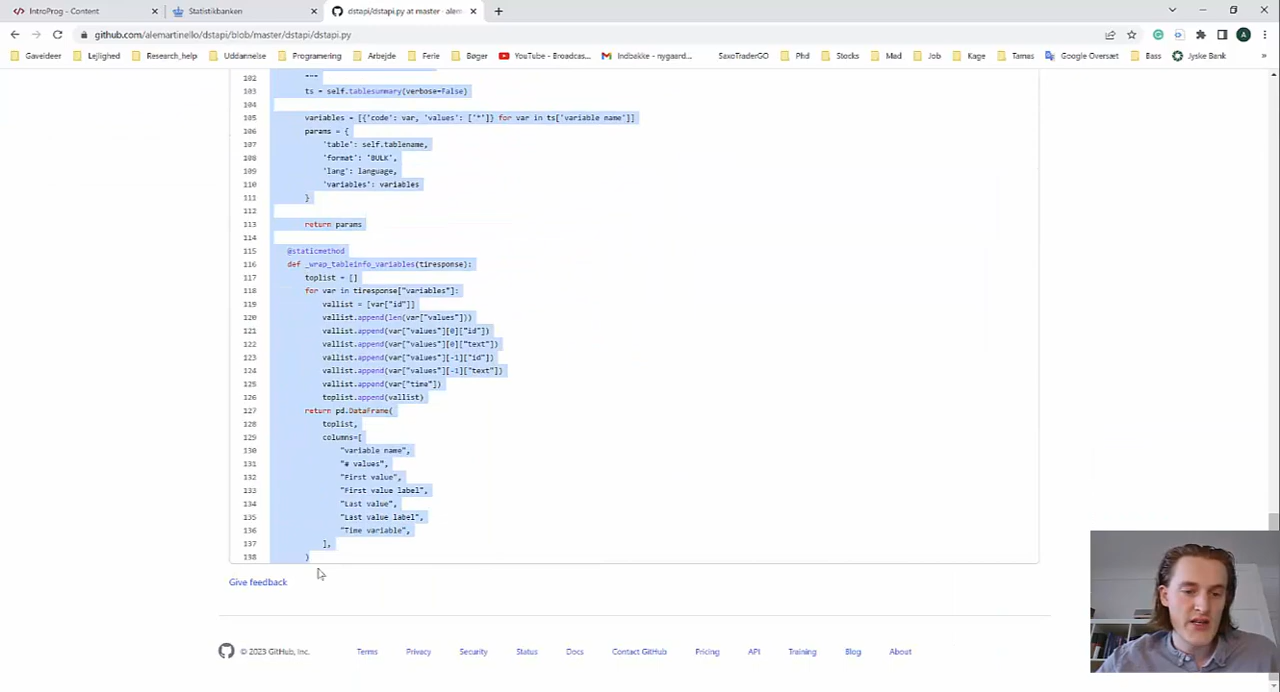 IntroProg - Content
Statistikbanken
dstapi/dstapi.py at master · alem
github.com/alemartinello/dstapi/blob/master/dstapi/dstapi.py
A
Gaveideer Lejlighed Research_help Uddannelse Programering Arbejde Ferie Bøger YouTube - Broadcas... Indbakke - nygaard... SaxoTraderGO Phd Stocks Mad Job Kage Tamas Google Oversæt Bass Jyske Bank »
102 """
103 ts = self.tablesummary(verbose=False)
104
105 variables = [{'code': var, 'values': ['*']} for var in ts['variable name']]
106 params = {
107 'table': self.tablename,
108 'format': 'BULK',
109 'lang': language,
110 'variables': variables
111 }
112
113 return params
114
115 @staticmethod
116 def _wrap_tableinfo_variables(tiresponse):
117 toplist = []
118 for var in tiresponse["variables"]:
119 vallist = [var["id"]]
120 vallist.append(len(var["values"]))
121 vallist.append(var["values"][0]["id"])
122 vallist.append(var["values"][0]["text"])
123 vallist.append(var["values"][-1]["id"])
124 vallist.append(var["values"][-1]["text"])
125 vallist.append(var["time"])
126 toplist.append(vallist)
127 return pd.DataFrame(
128 toplist,
129 columns=[
130 "variable name",
131 "# values",
132 "First value",
133 "First value label",
134 "Last value",
135 "Last value label",
136 "Time variable",
137 ],
138 )
Give feedback
© 2023 GitHub, Inc. Terms Privacy Security Status Docs Contact GitHub Pricing API Training Blog About